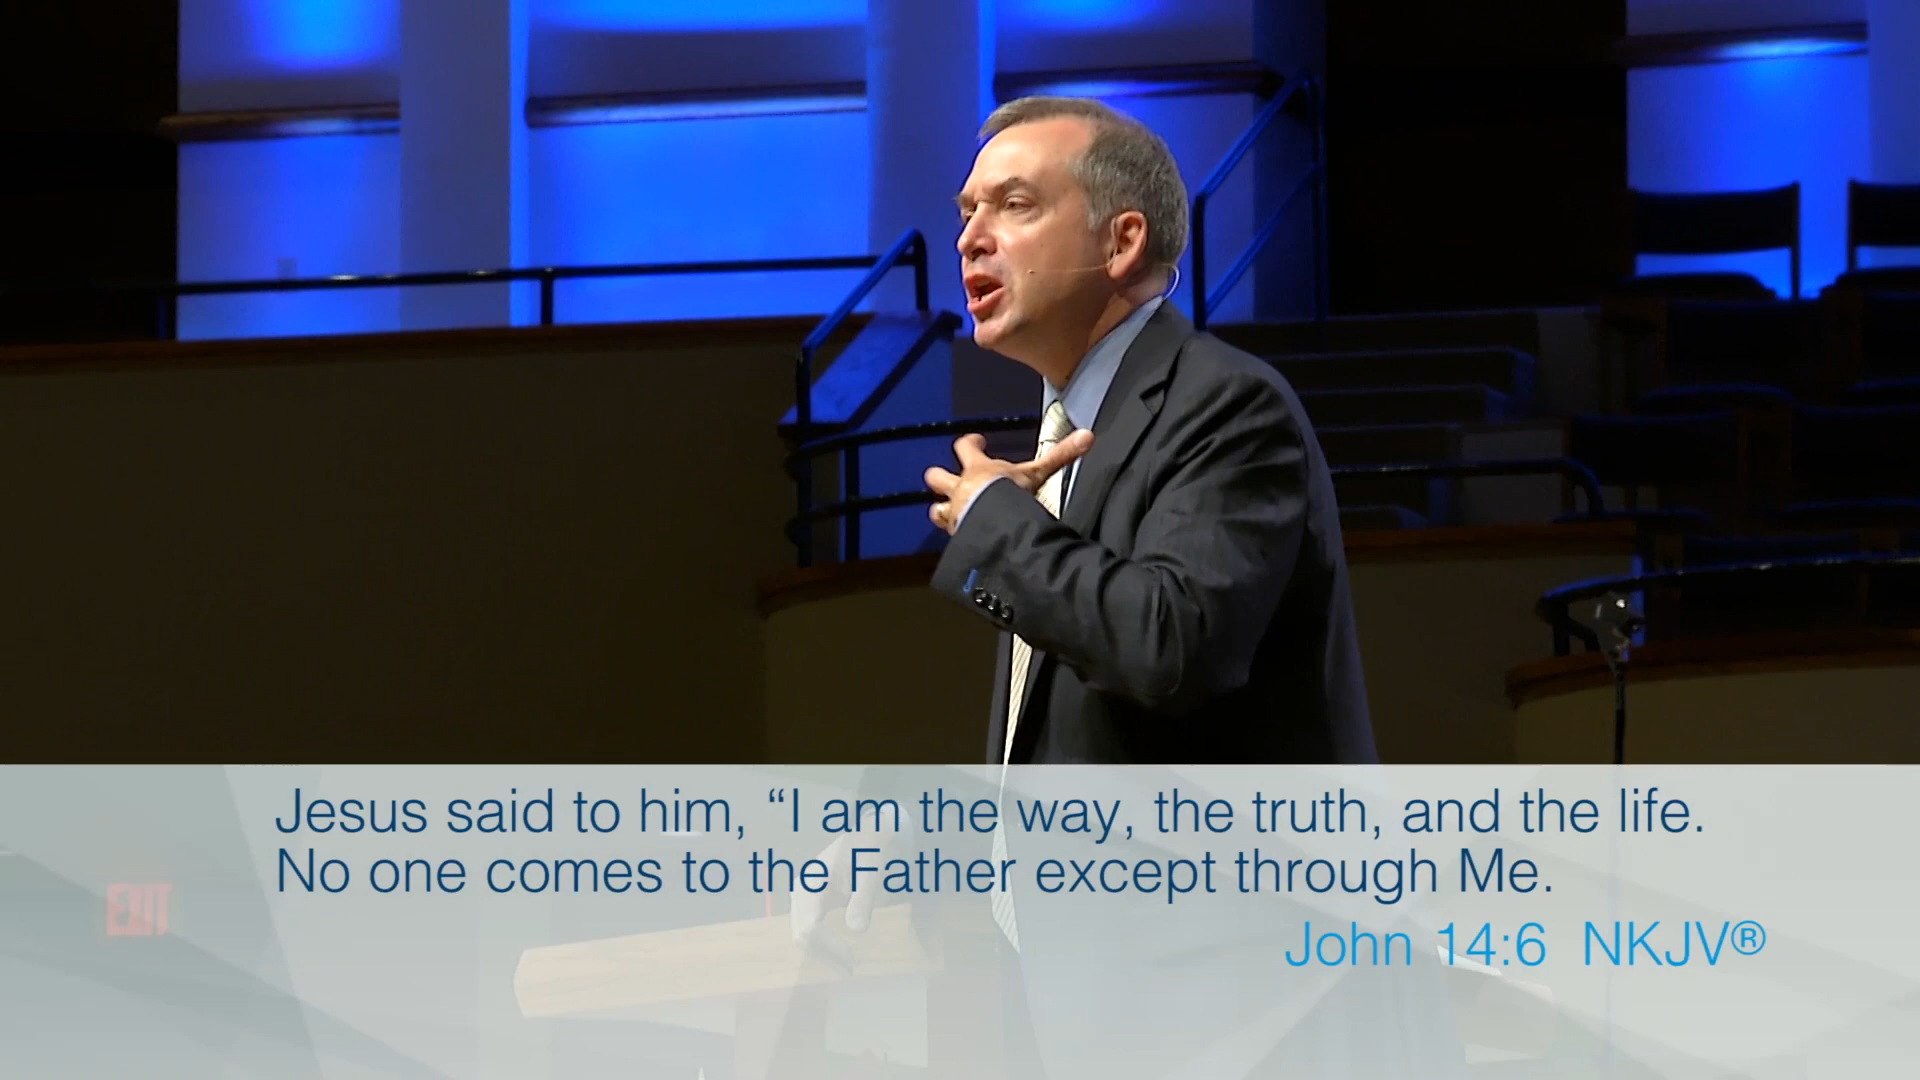 Jesus said to him, “I am the way, the truth, and the life.
No one comes to the Father except through Me.
John 14:6 NKJV®
EXIT